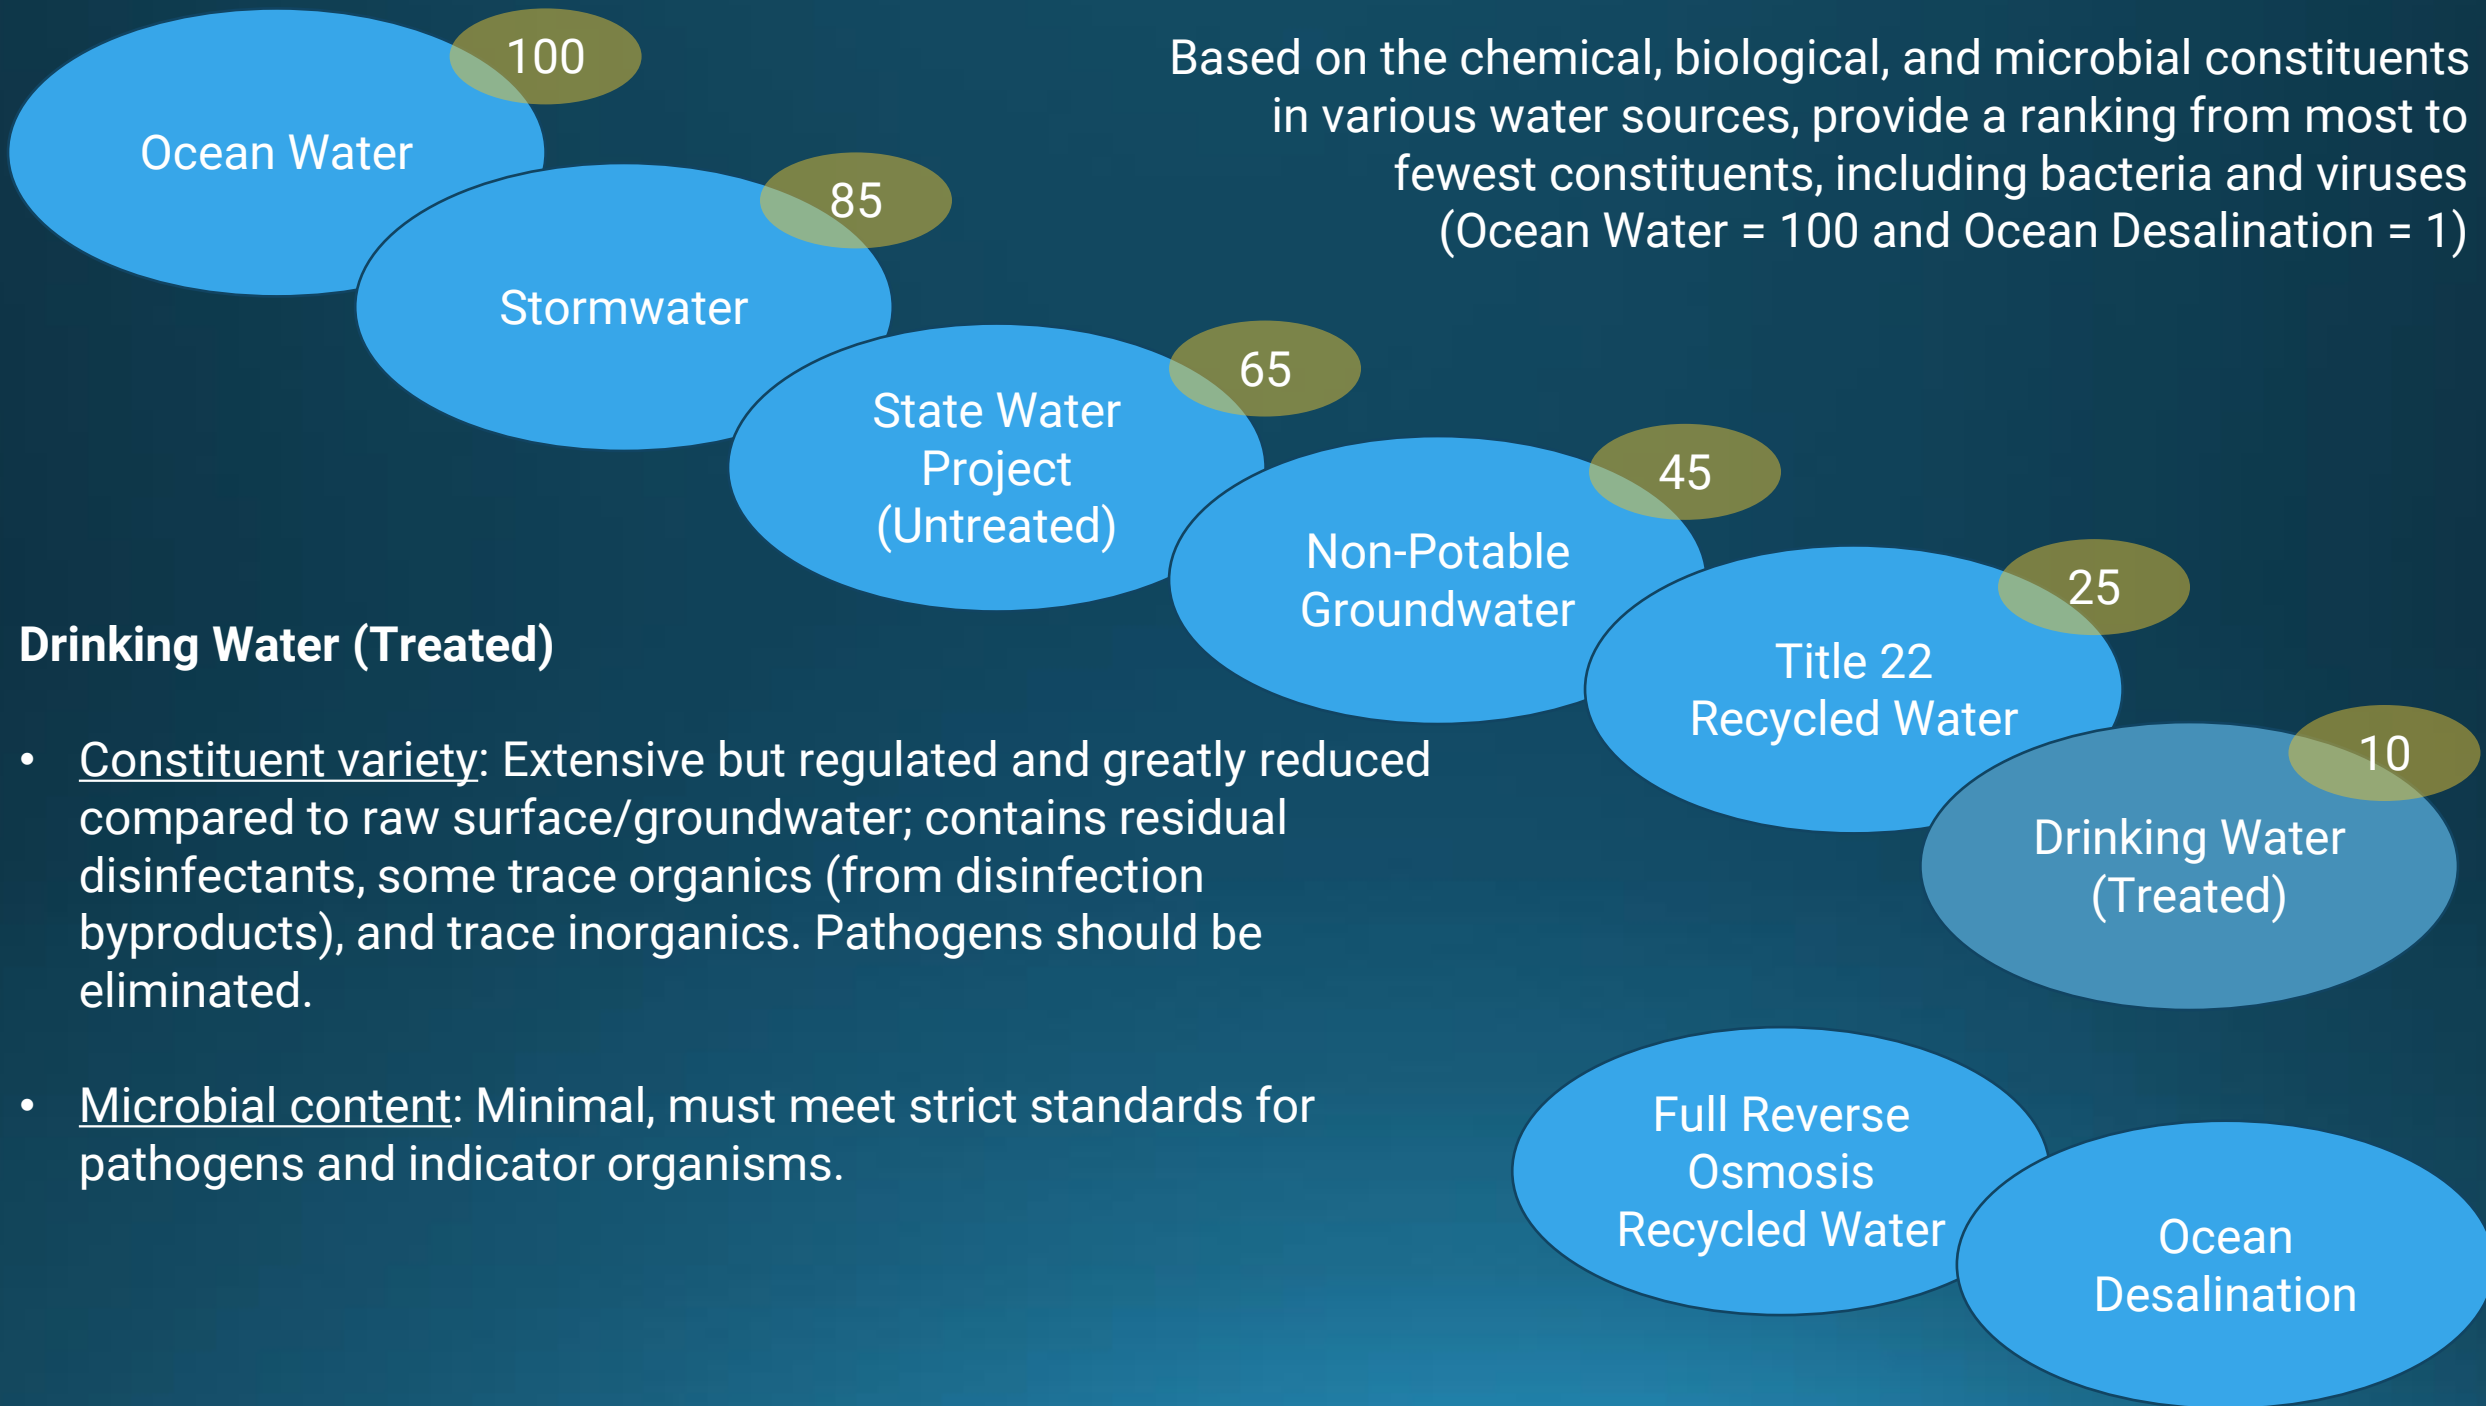 100
Ocean Water
Based on the chemical, biological, and microbial constituents
in various water sources, provide a ranking from most to
fewest constituents, including bacteria and viruses
(Ocean Water = 100 and Ocean Desalination = 1)
85
Stormwater
65
State Water
Project
(Untreated)
45
Non-Potable
Groundwater
25
Title 22
Recycled Water
10
Drinking Water
(Treated)
Drinking Water (Treated)
• Constituent variety: Extensive but regulated and greatly reduced
compared to raw surface/groundwater; contains residual
disinfectants, some trace organics (from disinfection
byproducts), and trace inorganics. Pathogens should be
eliminated.
• Microbial content: Minimal, must meet strict standards for
pathogens and indicator organisms.
Full Reverse
Osmosis
Recycled Water
Ocean
Desalination